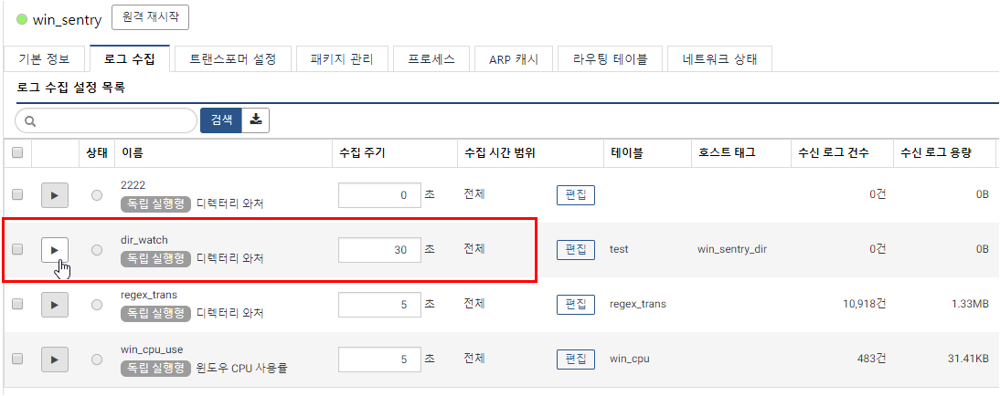 win_sentry 원격 재시작
기본 정보 로그 수집 트랜스포머 설정 패키지 관리 프로세스 ARP 캐시 라우팅 테이블 네트워크 상태
로그 수집 설정 목록
검색
상태 이름 수집 주기 수집 시간 범위 테이블 호스트 태그 수신 로그 건수 수신 로그 용량
2222
독립 실행형 디렉터리 와처 0 초 전체 편집 0건 0B
dir_watch
독립 실행형 디렉터리 와처 30 초 전체 편집 test win_sentry_dir 0건 0B
regex_trans
독립 실행형 디렉터리 와처 5 초 전체 편집 regex_trans 10,918건 1.33MB
win_cpu_use
독립 실행형 윈도우 CPU 사용률 5 초 전체 편집 win_cpu 483건 31.41KB